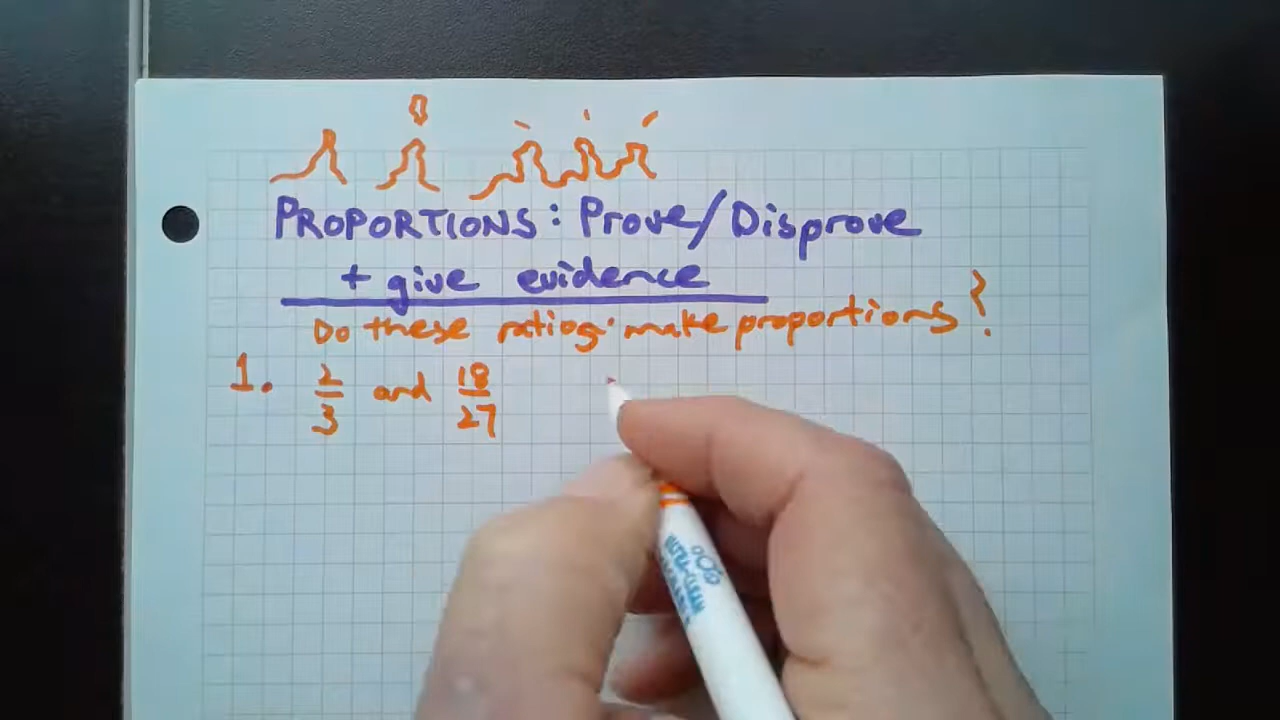 PROPORTIONS: Prove/Disprove
+ give evidence
Do these ratios make proportions?
1. 2/3 and 18/27